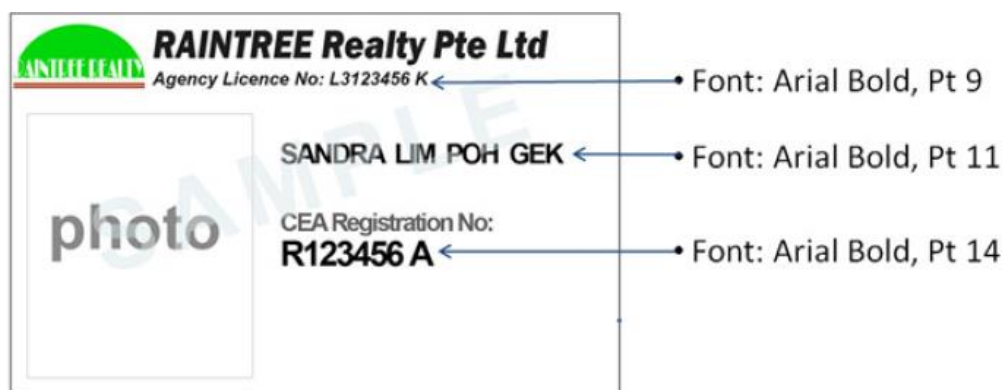 RAINTREE REALTY
RAINTREE Realty Pte Ltd
Agency Licence No: L3123456 K
• Font: Arial Bold, Pt 9
SANDRA LIM POH GEK
• Font: Arial Bold, Pt 11
photo
CEA Registration No:
R123456 A
• Font: Arial Bold, Pt 14
SAMPLE